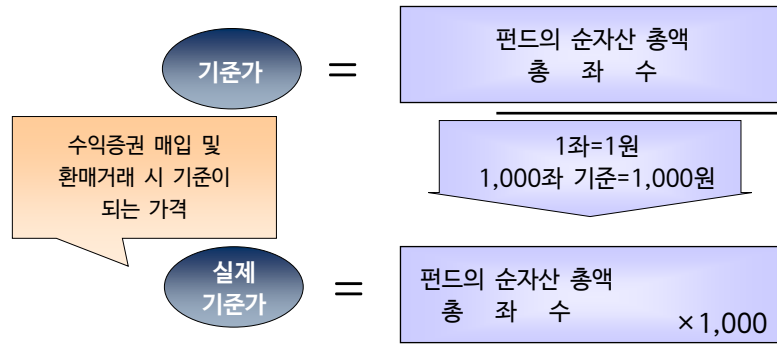 기준가
=
펀드의 순자산 총액
총 좌 수
수익증권 매입 및
환매거래 시 기준이
되는 가격
1좌=1원
1,000좌 기준=1,000원
실제
기준가
=
펀드의 순자산 총액
총 좌 수
×1,000